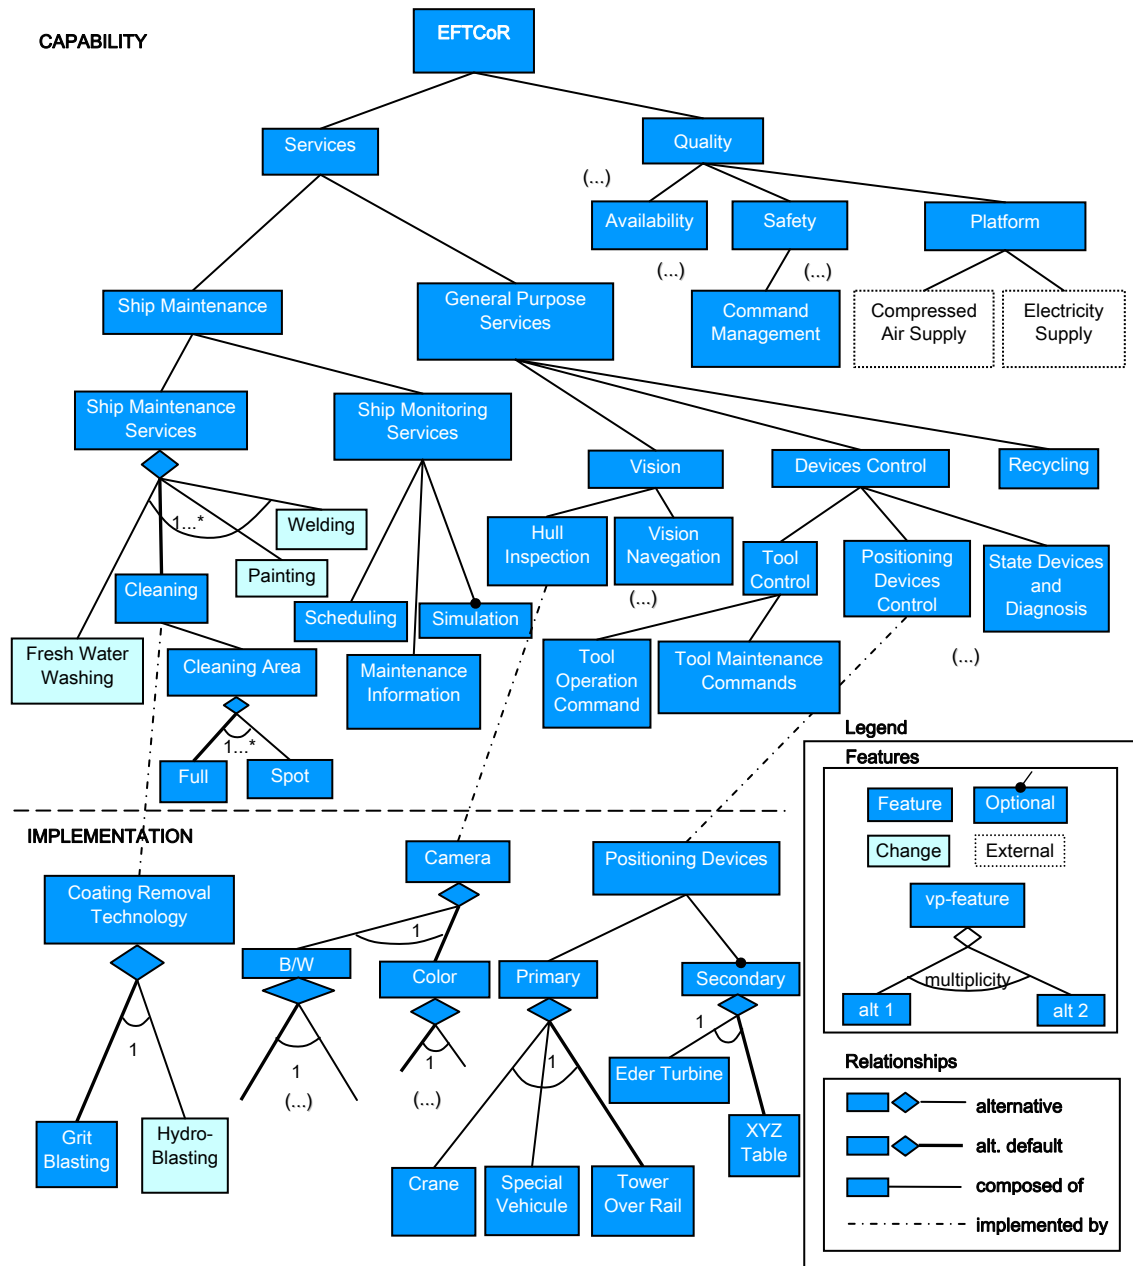 CAPABILITY
EFTCoR
Services
Quality
(...)
Availability
Safety
Platform
(...)
(...)
Ship Maintenance
General Purpose
Services
Command
Management
Compressed
Air Supply
Electricity
Supply
Ship Maintenance
Services
Ship Monitoring
Services
Vision
Devices Control
Recycling
1...*
Welding
Hull
Inspection
Vision
Navegation
Tool
Control
Positioning
Devices
Control
State Devices
and
Diagnosis
Painting
Cleaning
Scheduling
Simulation
(...)
(...)
Fresh Water
Washing
Cleaning Area
Maintenance
Information
Tool
Operation
Command
Tool Maintenance
Commands
1...*
Full
Spot
IMPLEMENTATION
Coating Removal
Technology
Camera
Positioning Devices
1
B/W
Color
Primary
Secondary
1
1
1
1
1
(...)
(...)
Eder Turbine
Grit
Blasting
Hydro-
Blasting
Crane
Special
Vehicule
Tower
Over Rail
XYZ
Table
Legend
Features
Feature
Optional
Change
External
vp-feature
multiplicity
alt 1
alt 2
Relationships
alternative
alt. default
composed of
implemented by